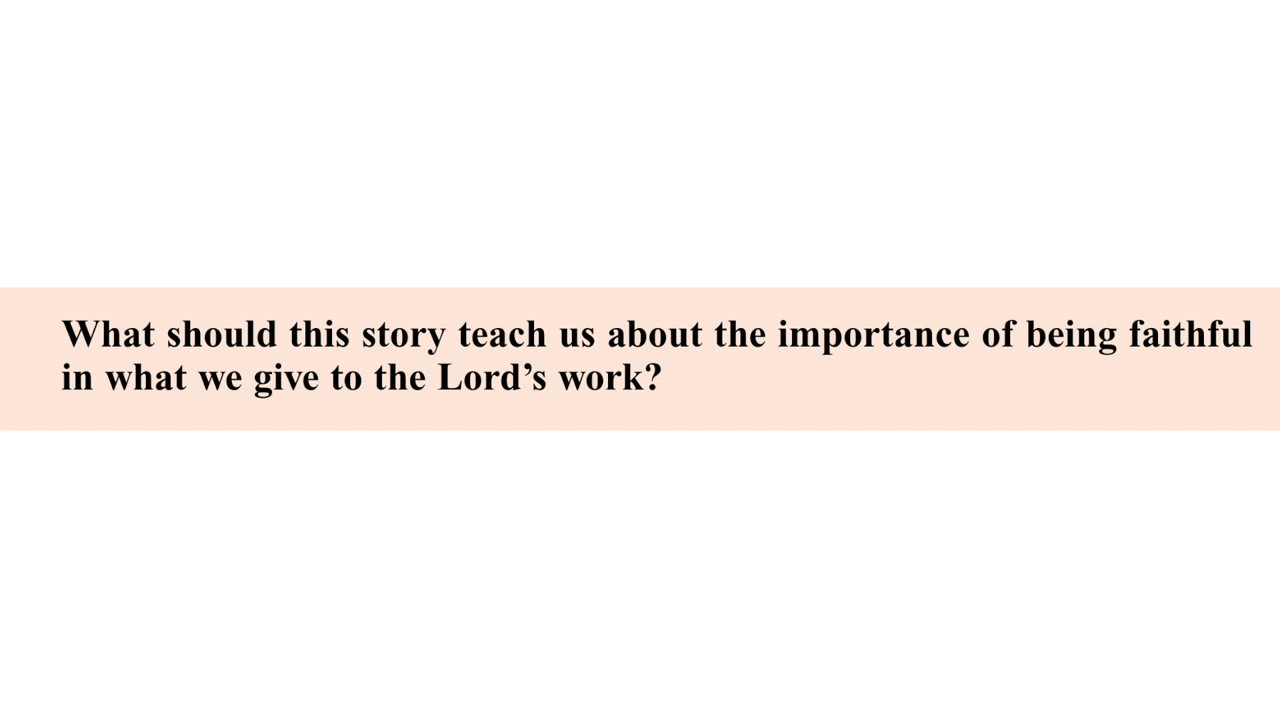 What should this story teach us about the importance of being faithful
in what we give to the Lord’s work?